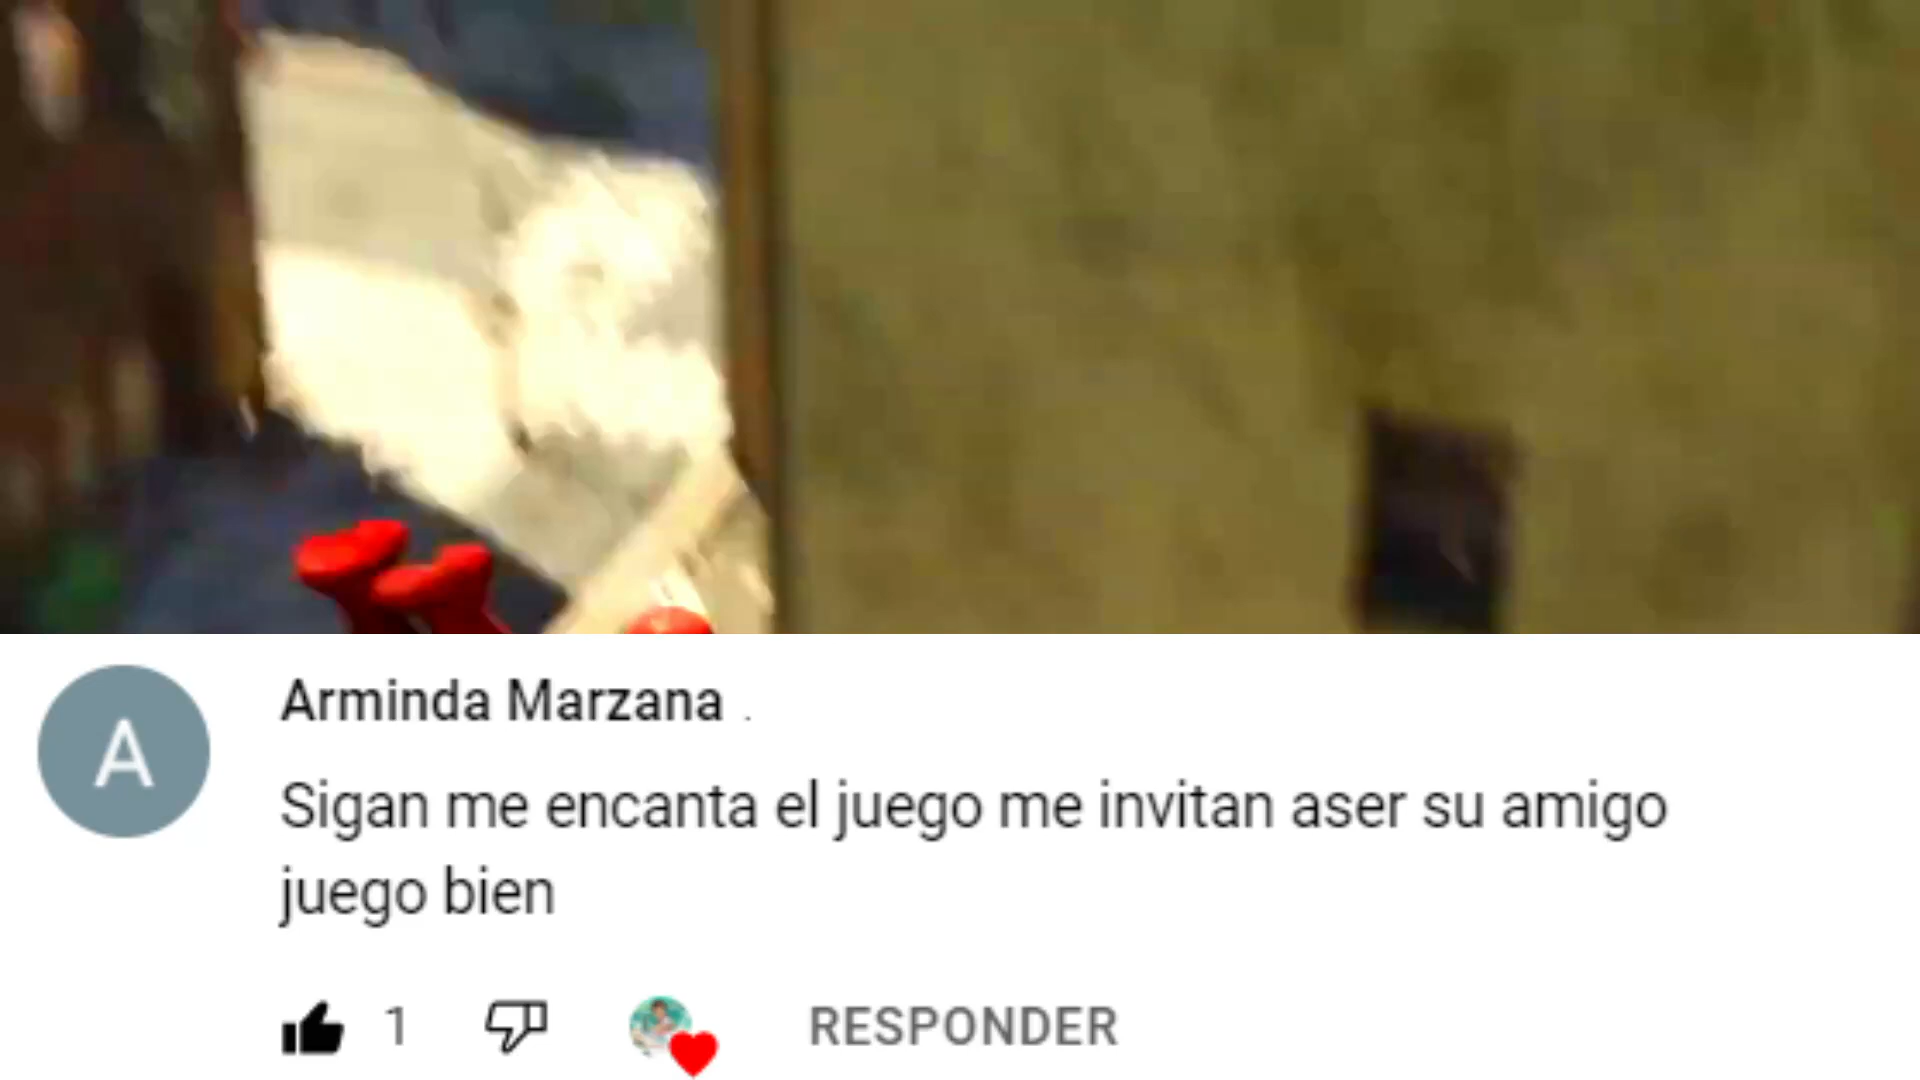 A
Arminda Marzana .
Sigan me encanta el juego me invitan aser su amigo
juego bien
1
RESPONDER